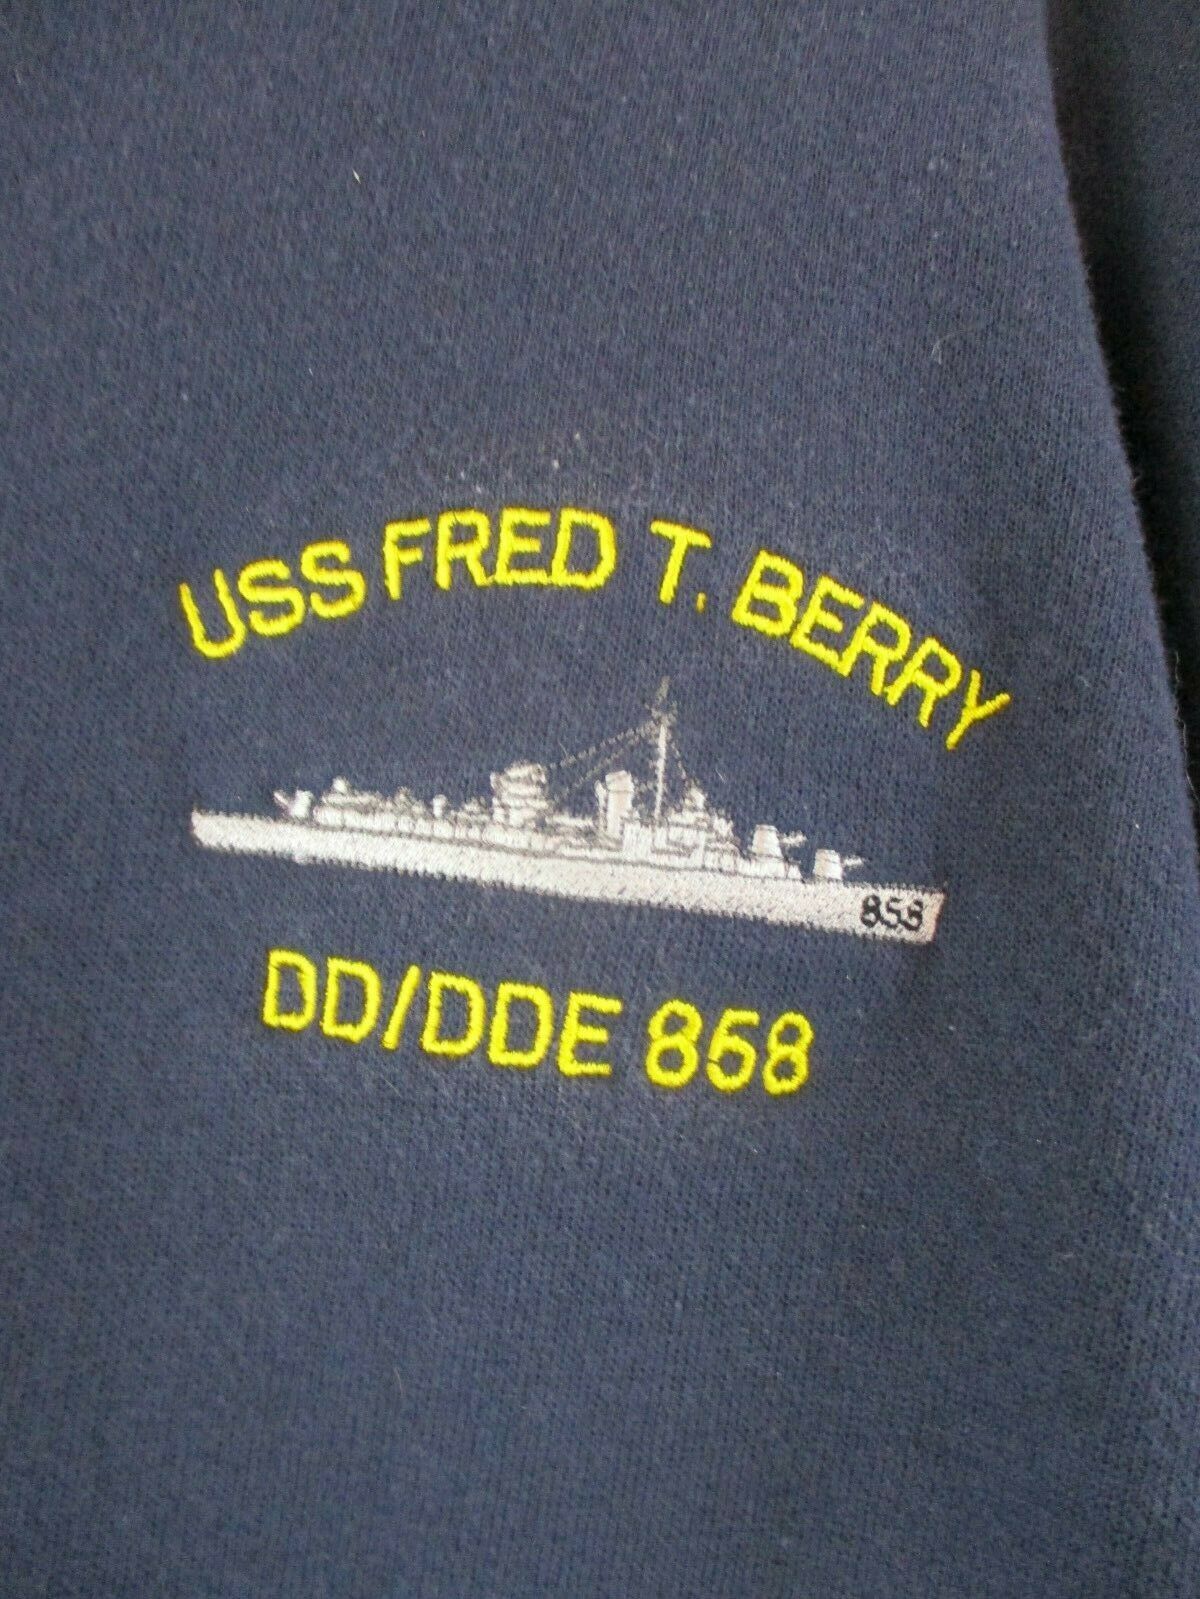 USS FRED T. BERRY
858
DD/DDE 858